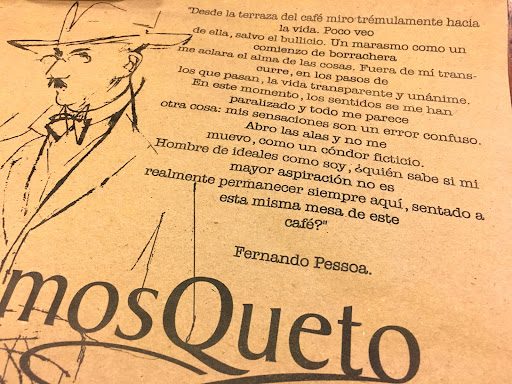 "Desde la terraza del café miro trémulamente hacia
la vida. Poco veo
de ella, salvo el bullicio. Un marasmo como un
comienzo de borrachera
me aclara el alma de las cosas. Fuera de mí trans-
curre, en los pasos de
los que pasan, la vida transparente y unánime.
En este momento, los sentidos se me han
paralizado y todo me parece
otra cosa: mis sensaciones son un error confuso.
Abro las alas y no me
muevo, como un cóndor ficticio.
Hombre de ideales como soy, ¿quién sabe si mi
mayor aspiración no es
realmente permanecer siempre aquí, sentado a
esta misma mesa de este
café?"
Fernando Pessoa.
mosQueto